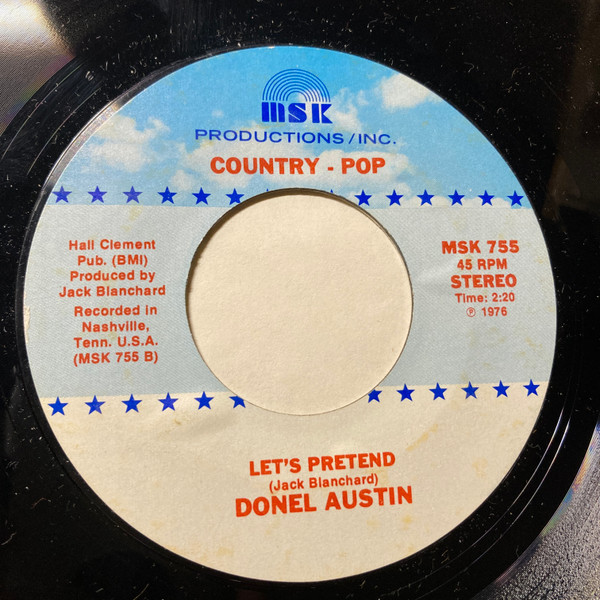 msk
PRODUCTIONS/INC.
COUNTRY - POP
Hall Clement
Pub. (BMI)
Produced by
Jack Blanchard
Recorded in
Nashville,
Tenn. U.S.A.
(MSK 755 B)
MSK 755
45 RPM
STEREO
Time: 2:20
℗ 1976
LET'S PRETEND
(Jack Blanchard)
DONEL AUSTIN